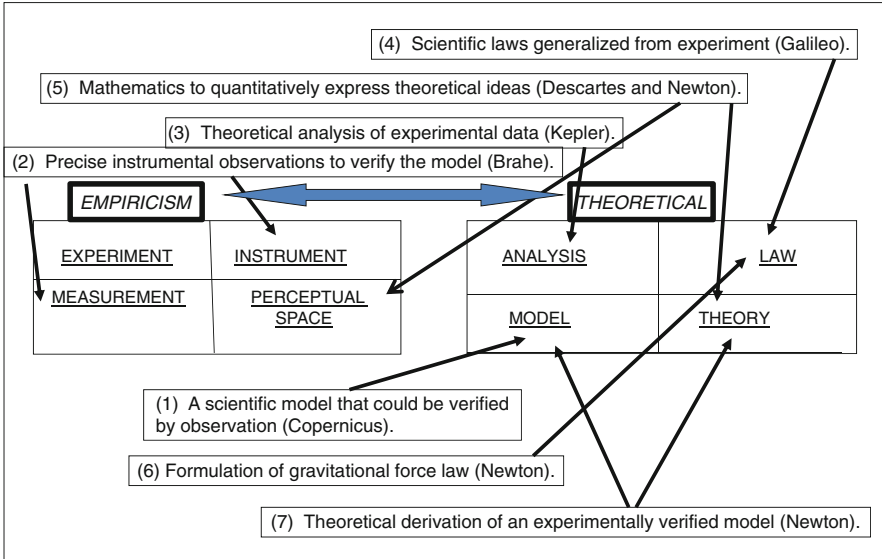 (4) Scientific laws generalized from experiment (Galileo).
(5) Mathematics to quantitatively express theoretical ideas (Descartes and Newton).
(3) Theoretical analysis of experimental data (Kepler).
(2) Precise instrumental observations to verify the model (Brahe).
EMPIRICISM
THEORETICAL
EXPERIMENT
INSTRUMENT
MEASUREMENT
PERCEPTUAL
SPACE
ANALYSIS
LAW
MODEL
THEORY
(1) A scientific model that could be verified
by observation (Copernicus).
(6) Formulation of gravitational force law (Newton).
(7) Theoretical derivation of an experimentally verified model (Newton).